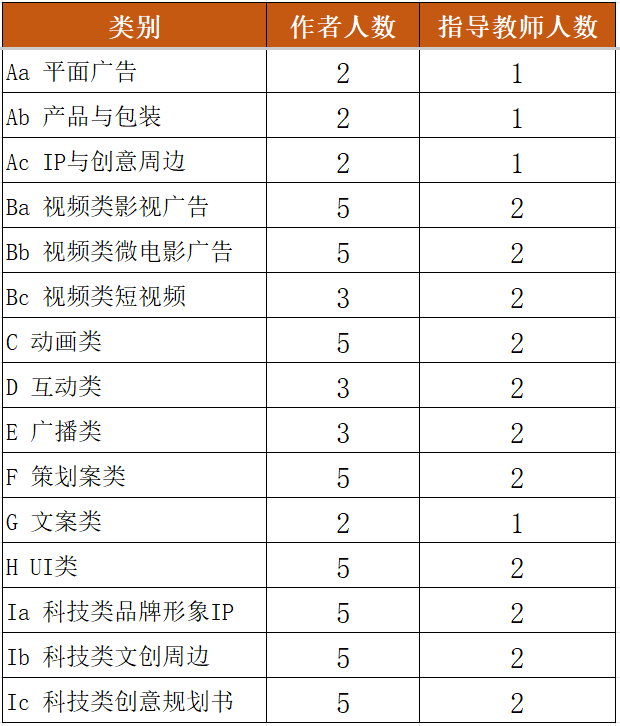 类别 作者人数 指导教师人数
Aa 平面广告 2 1
Ab 产品与包装 2 1
Ac IP与创意周边 2 1
Ba 视频类影视广告 5 2
Bb 视频类微电影广告 5 2
Bc 视频类短视频 3 2
C 动画类 5 2
D 互动类 3 2
E 广播类 3 2
F 策划案类 5 2
G 文案类 2 1
H UI类 5 2
Ia 科技类品牌形象IP 5 2
Ib 科技类文创周边 5 2
Ic 科技类创意规划书 5 2